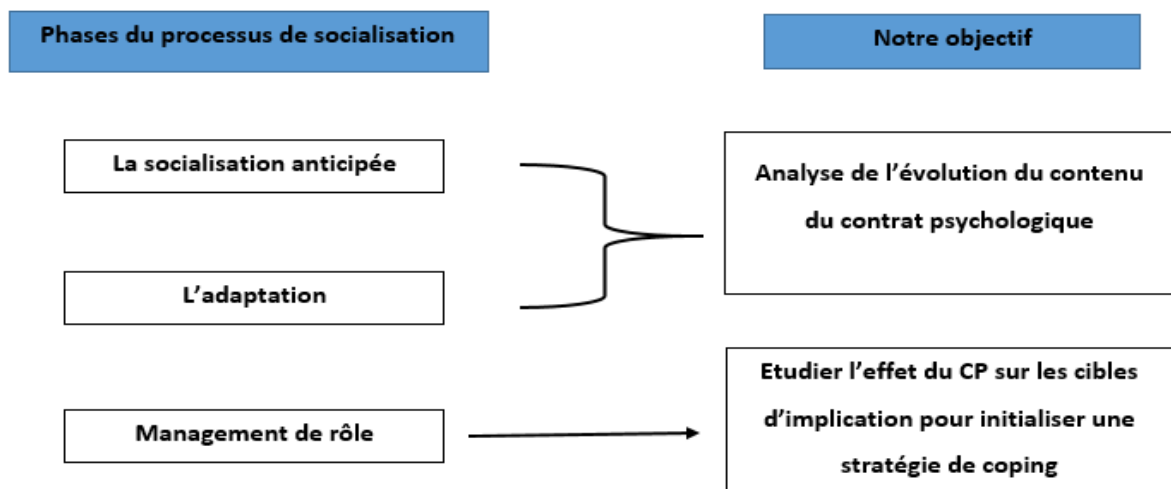 Phases du processus de socialisation
Notre objectif
La socialisation anticipée
Analyse de l’évolution du contenu
du contrat psychologique
L’adaptation
Management de rôle
Etudier l’effet du CP sur les cibles
d’implication pour initialiser une
stratégie de coping